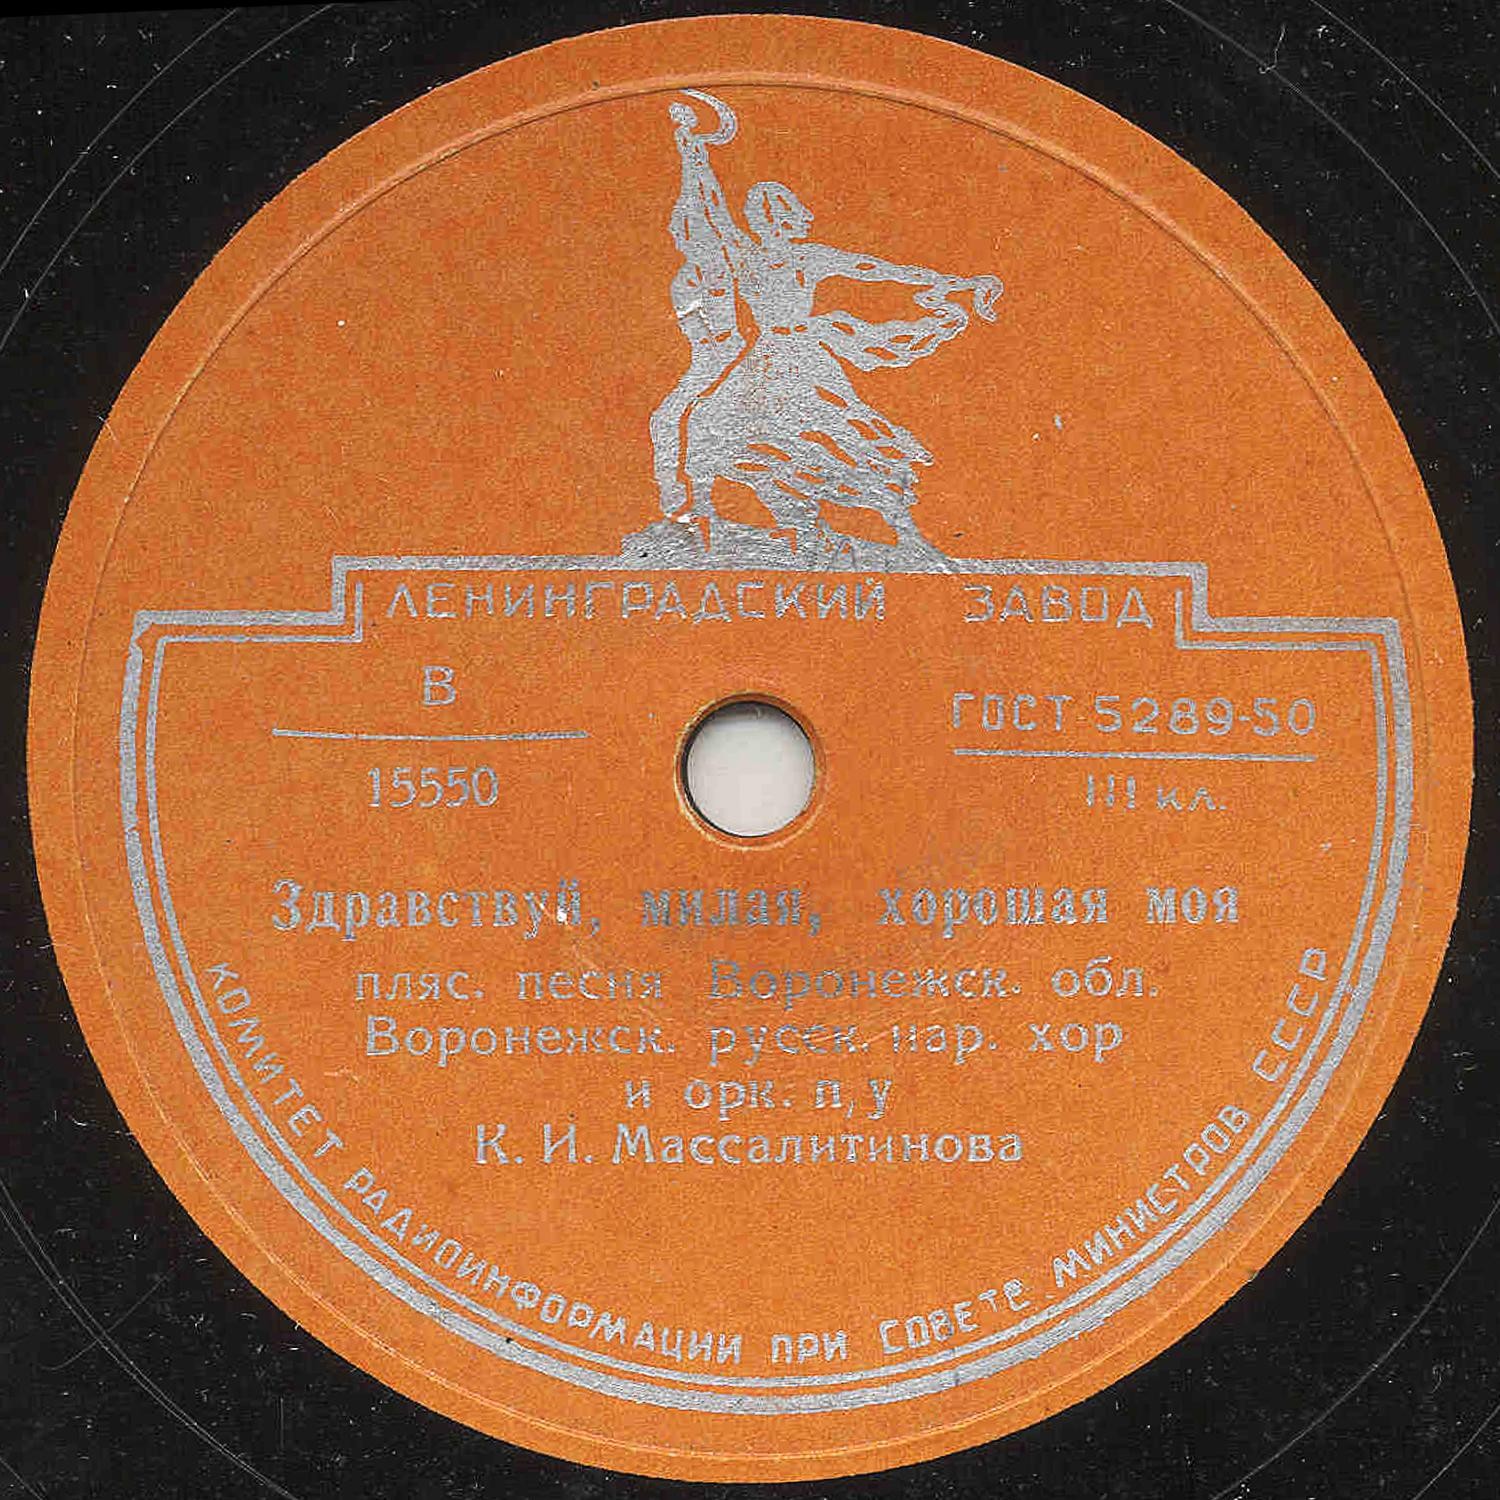 ЛЕНИНГРАДСКИЙ ЗАВОД
В
15550
ГОСТ-5289-50
III кл.
Здравствуй, милая, хорошая моя
пляс. песня Воронежск. обл.
Воронежск. русск. нар. хор
и орк. п/у
К. И. Массалитинова
КОМИТЕТ РАДИОИНФОРМАЦИИ ПРИ СОВЕТЕ МИНИСТРОВ СССР